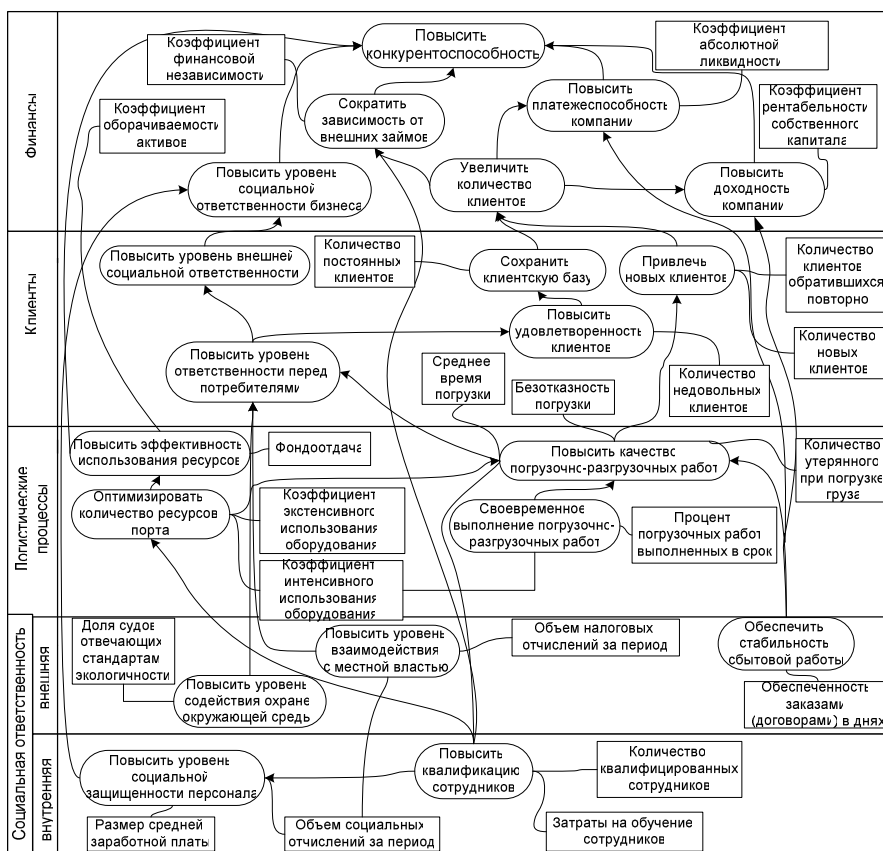 Финансы
Повысить
конкурентоспособность
Коэффициент
финансовой
независимости
Коэффициент
абсолютной
ликвидности
Коэффициент
оборачиваемости
активов
Сократить
зависимость от
внешних займов
Повысить
платежеспособность
компании
Коэффициент
рентабельности
собственного
капитала
Повысить уровень
социальной
ответственности бизнеса
Увеличить
количество
клиентов
Повысить
доходность
компании
Клиенты
Повысить уровень внешней
социальной ответственности
Количество
постоянных
клиентов
Сохранить
клиентскую базу
Привлечь
новых клиентов
Количество
клиентов
обратившихся
повторно
Повысить
удовлетворенность
клиентов
Количество
новых
клиентов
Повысить уровень
ответственности перед
потребителями
Среднее
время
погрузки
Безотказность
погрузки
Количество
недовольных
клиентов
Логистические
процессы
Повысить эффективность
использования ресурсов
Фондоотдача
Повысить качество
погрузочно-разгрузочных работ
Количество
утерянного
при погрузке
груза
Оптимизировать
количество ресурсов
порта
Коэффициент
экстенсивного
использования
оборудования
Своевременное
выполнение погрузочно-
разгрузочных работ
Процент
погрузочных работ
выполненных в срок
Коэффициент
интенсивного
использования
оборудования
Социальная ответственность
внешняя
Доля судов
отвечающих
стандартам
экологичности
Повысить уровень
взаимодействия
с местной властью
Объем налоговых
отчислений за период
Обеспечить
стабильность
сбытовой работы
Повысить уровень
содействия охране
окружающей средь
Обеспеченность
заказами
(договорами) в днях
внутренняя
Повысить уровень
социальной
защищенности персонала
Повысить
квалификацию
сотрудников
Количество
квалифицированных
сотрудников
Размер средней
заработной платы
Объем социальных
отчислений за период
Затраты на обучение
сотрудников